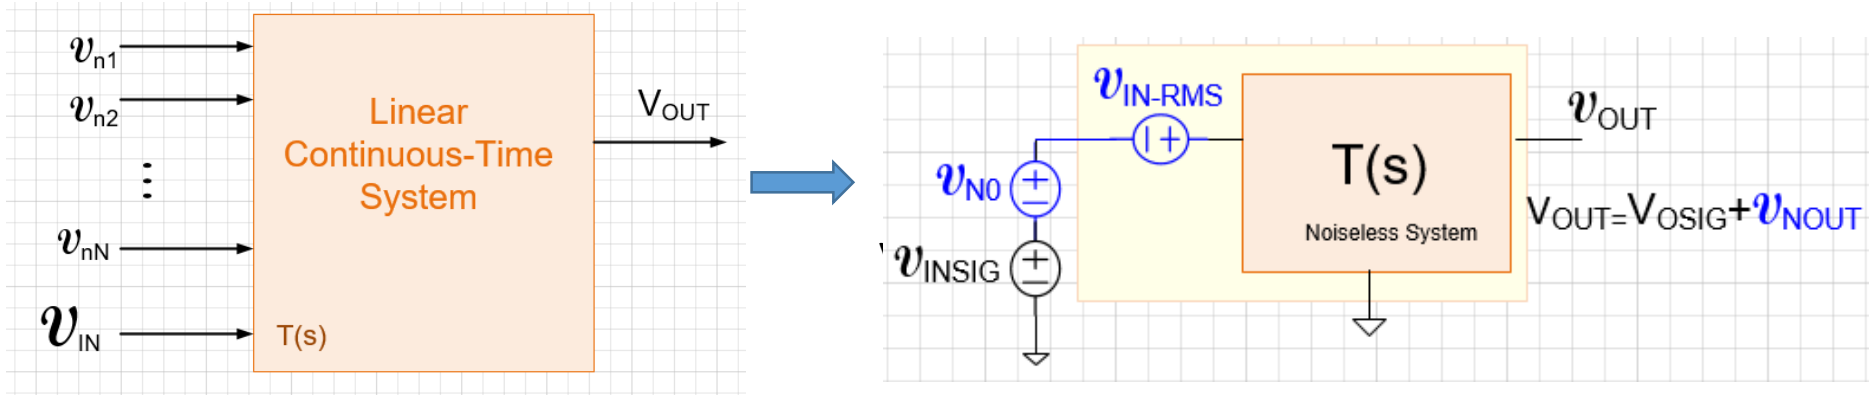 vn1
vn2
⋮
vnN
VIN
Linear
Continuous-Time
System
T(s)
VOUT
vIN-RMS
vN0
vINSIG
T(s)
Noiseless System
vOUT
VOUT=VOSIG+vNOUT